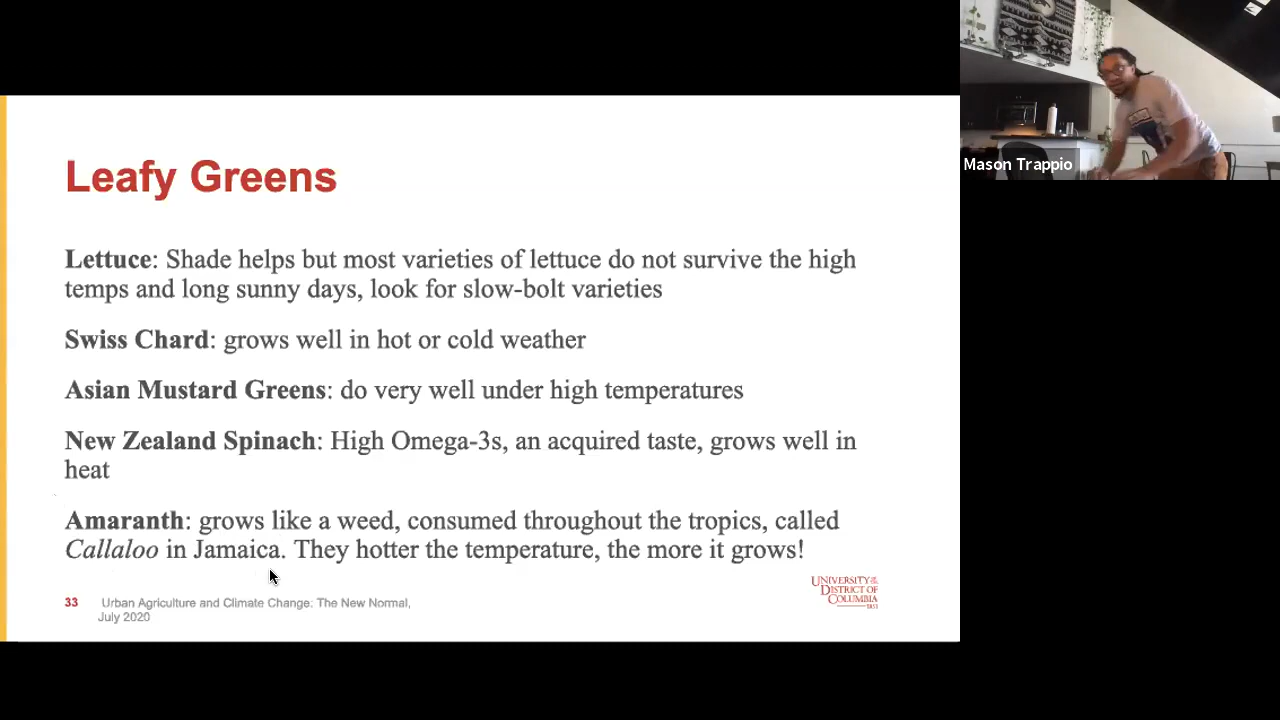 Mason Trappio
Leafy Greens
Lettuce: Shade helps but most varieties of lettuce do not survive the high
temps and long sunny days, look for slow-bolt varieties
Swiss Chard: grows well in hot or cold weather
Asian Mustard Greens: do very well under high temperatures
New Zealand Spinach: High Omega-3s, an acquired taste, grows well in
heat
Amaranth: grows like a weed, consumed throughout the tropics, called
Callaloo in Jamaica. They hotter the temperature, the more it grows!
33 Urban Agriculture and Climate Change: The New Normal,
July 2020
UNIVERSITY OF THE
DISTRICT OF
COLUMBIA
1851